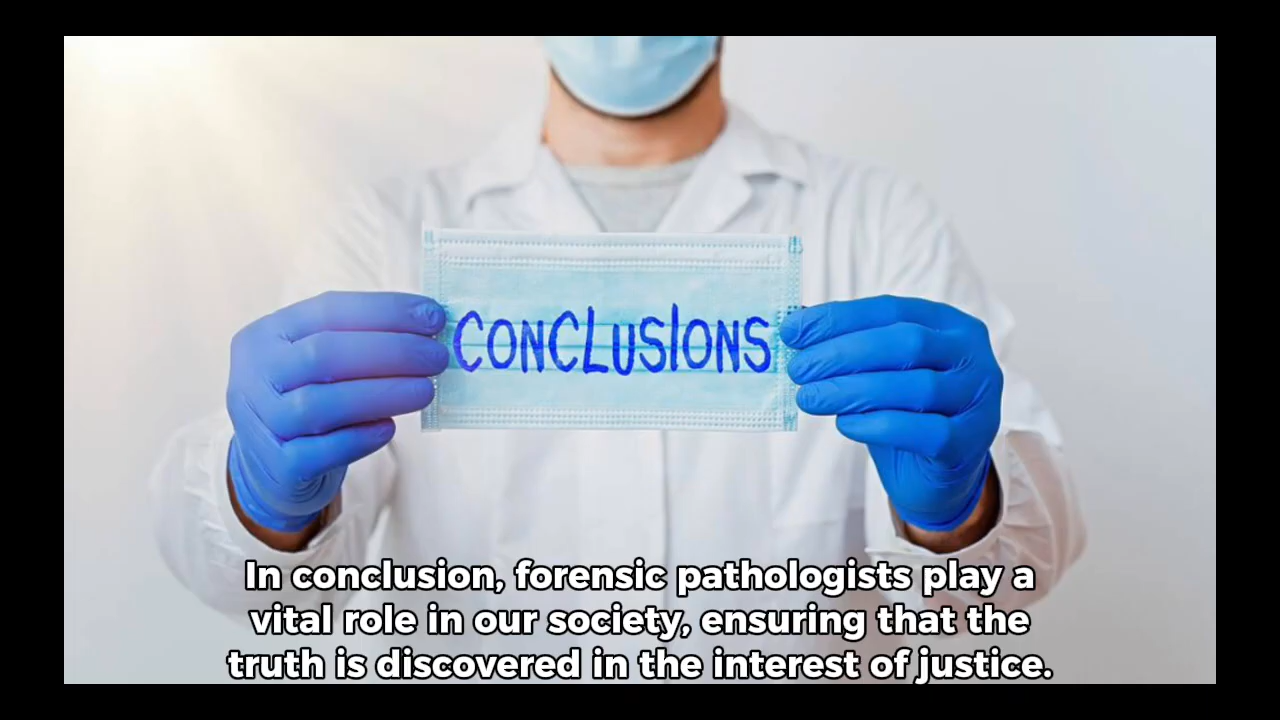 CONCLUSIONS
In conclusion, forensic pathologists play a
vital role in our society, ensuring that the
truth is discovered in the interest of justice.